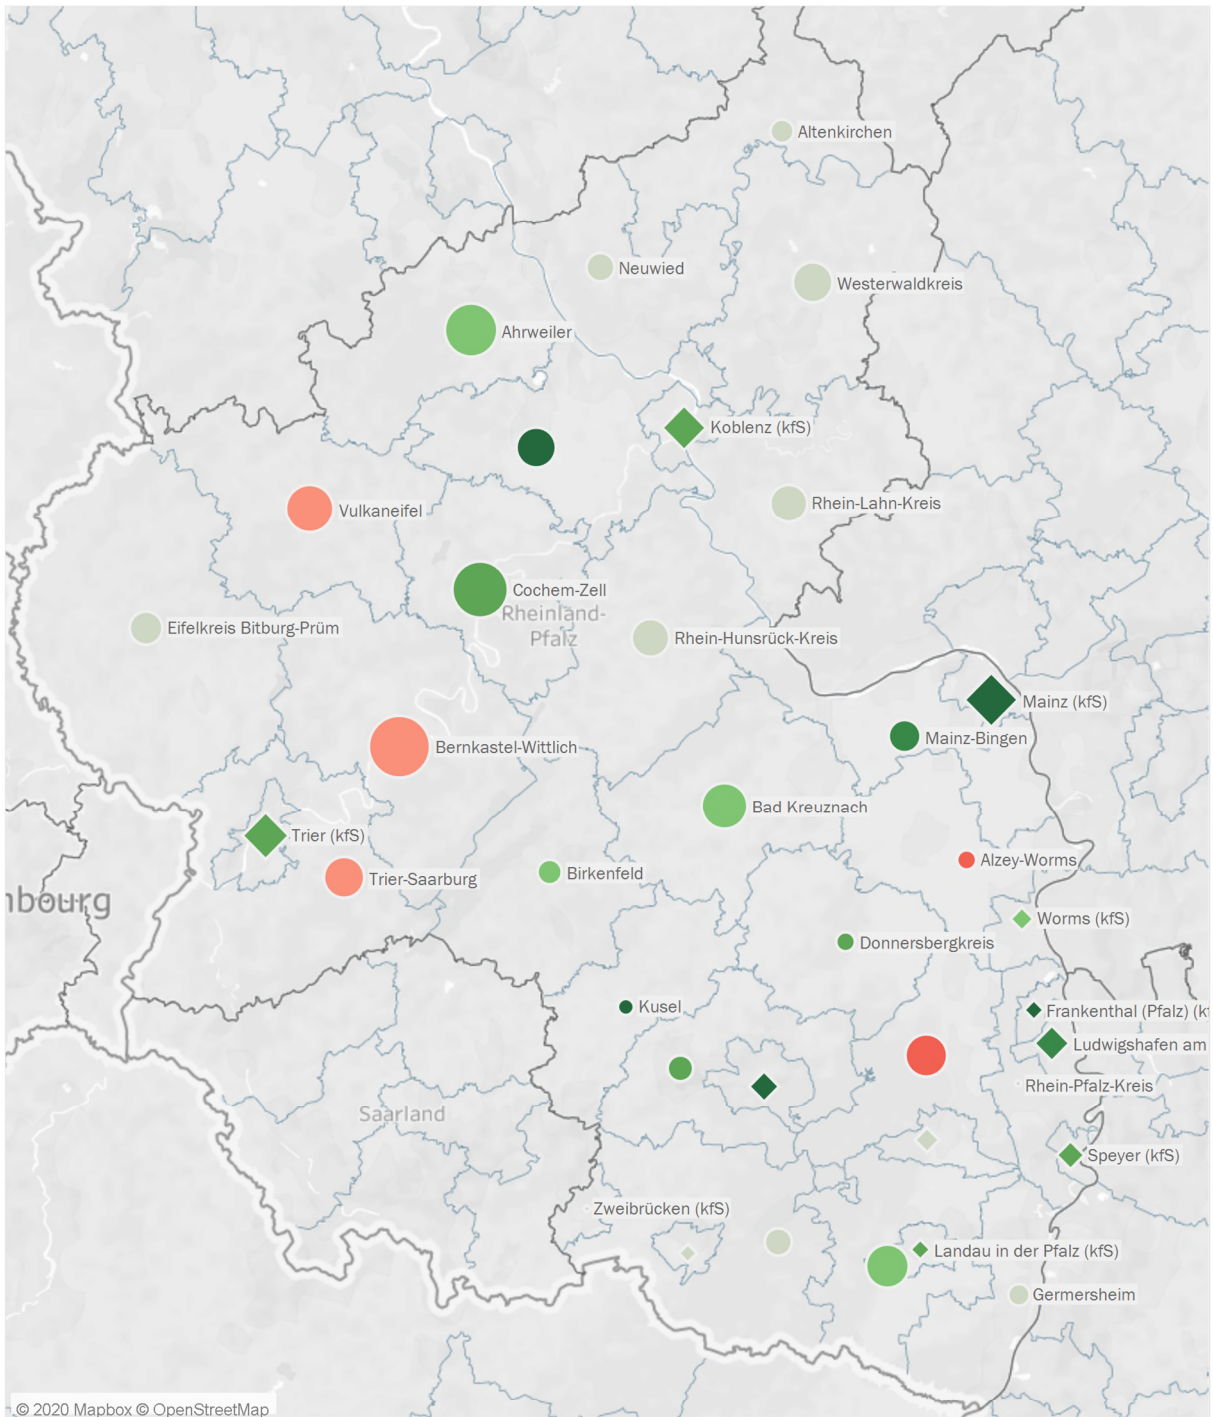 Altenkirchen
Neuwied
Westerwaldkreis
Ahrweiler
Koblenz (kfS)
Vulkaneifel
Rhein-Lahn-Kreis
Cochem-Zell
Rheinland-
Pfalz
Eifelkreis Bitburg-Prüm
Rhein-Hunsrück-Kreis
Mainz (kfS)
Mainz-Bingen
Bernkastel-Wittlich
Bad Kreuznach
Trier (kfS)
Alzey-Worms
Birkenfeld
Trier-Saarburg
nbourg
Worms (kfS)
Donnersbergkreis
Kusel
Frankenthal (Pfalz) (kf
Ludwigshafen am
Rhein-Pfalz-Kreis
Saarland
Speyer (kfS)
Zweibrücken (kfS)
Landau in der Pfalz (kfS)
Germersheim
© 2020 Mapbox © OpenStreetMap